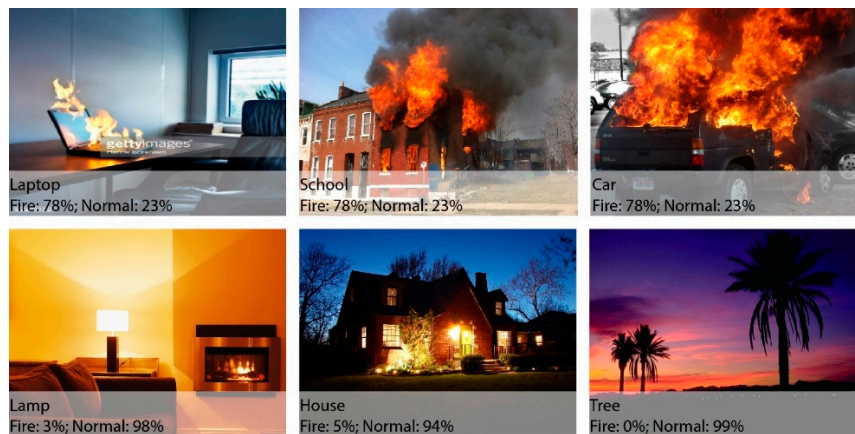 gettyimages®
Laptop
Fire: 78%; Normal: 23%
School
Fire: 78%; Normal: 23%
Car
Fire: 78%; Normal: 23%
Lamp
Fire: 3%; Normal: 98%
House
Fire: 5%; Normal: 94%
Tree
Fire: 0%; Normal: 99%